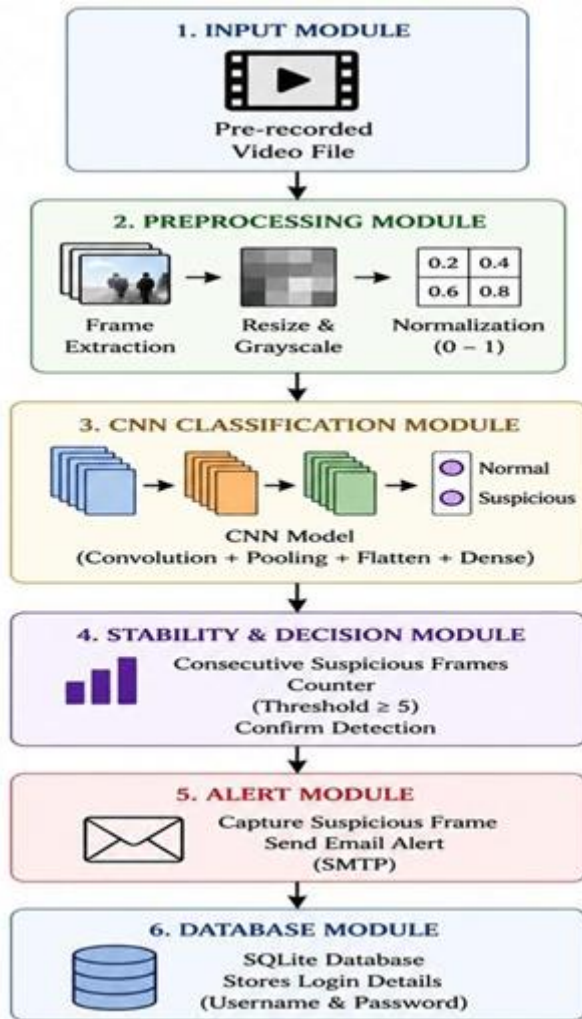 1. INPUT MODULE
Pre-recorded
Video File
2. PREPROCESSING MODULE
0.2 0.4
0.6 0.8
Frame
Extraction
Resize &
Grayscale
Normalization
(0 – 1)
3. CNN CLASSIFICATION MODULE
Normal
Suspicious
CNN Model
(Convolution + Pooling + Flatten + Dense)
4. STABILITY & DECISION MODULE
Consecutive Suspicious Frames
Counter
(Threshold ≥ 5)
Confirm Detection
5. ALERT MODULE
Capture Suspicious Frame
Send Email Alert
(SMTP)
6. DATABASE MODULE
SQLite Database
Stores Login Details
(Username & Password)